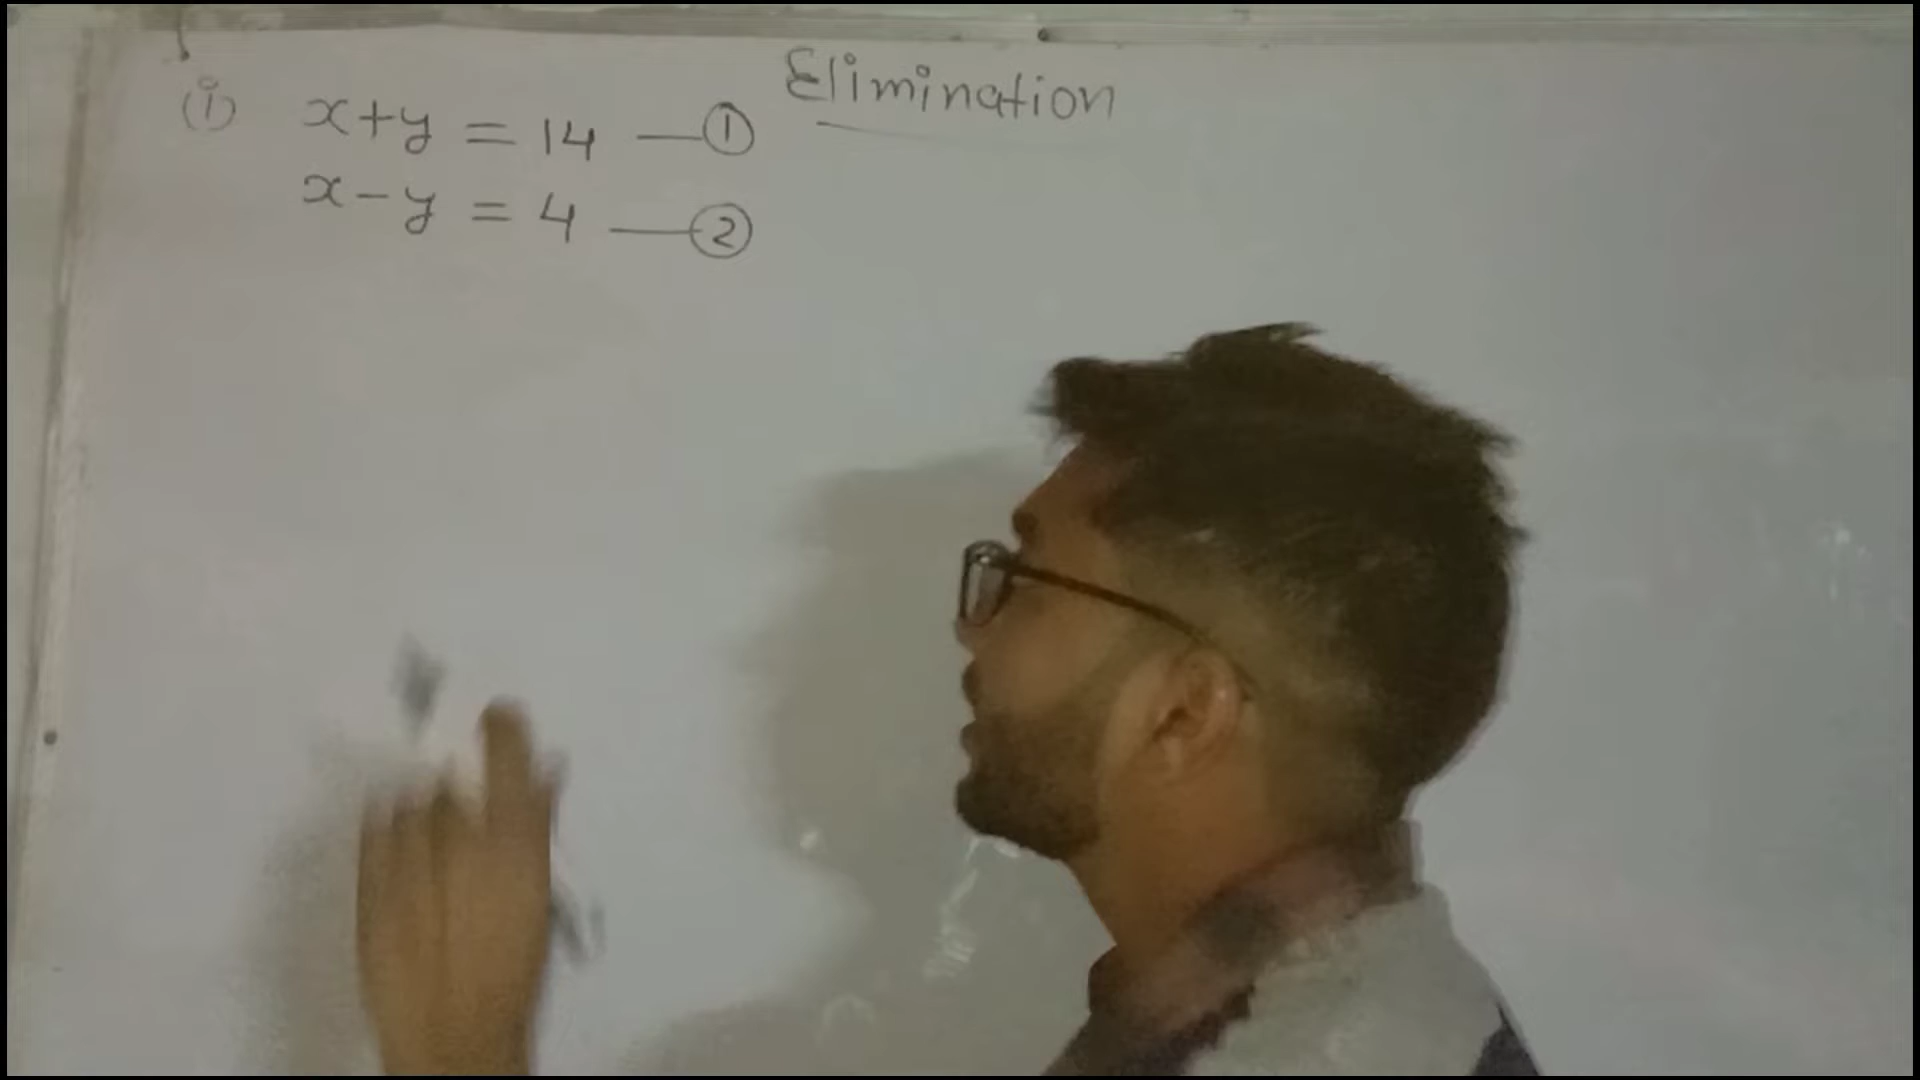 Elimination
(i) x+y = 14 —①
x-y = 4 —②